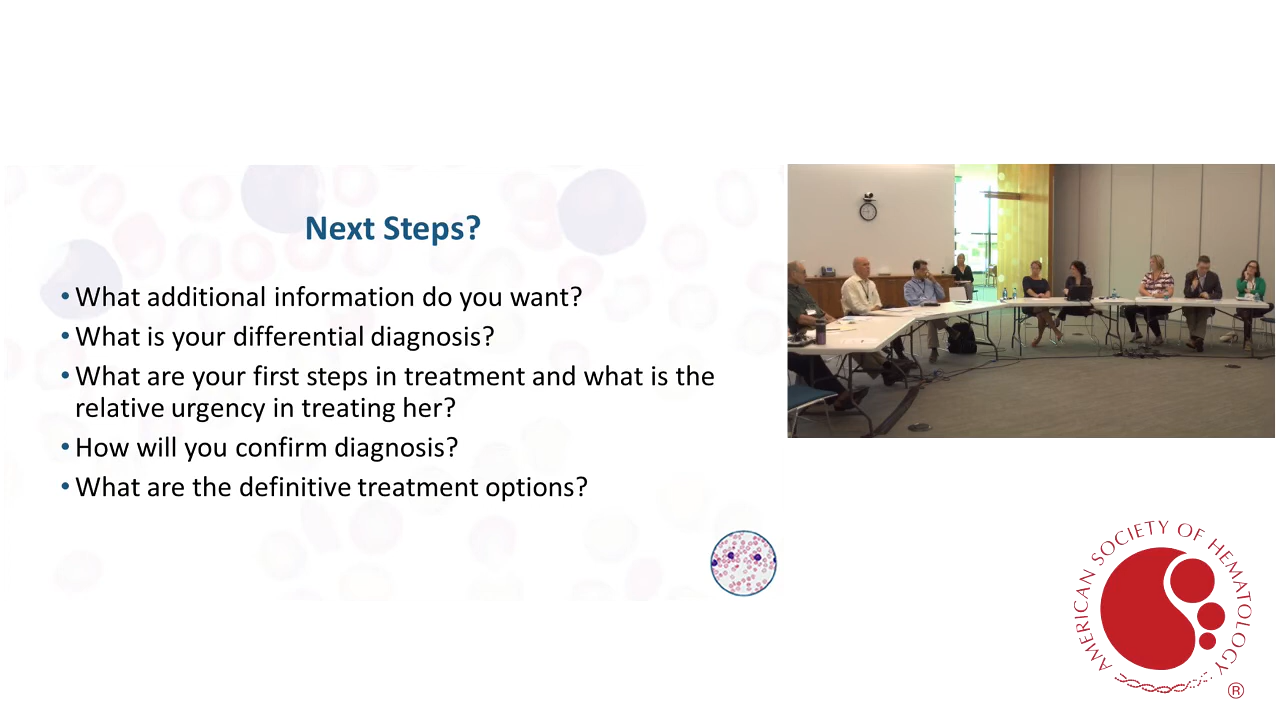 Next Steps?
•What additional information do you want?
•What is your differential diagnosis?
•What are your first steps in treatment and what is the
relative urgency in treating her?
•How will you confirm diagnosis?
•What are the definitive treatment options?
AMERICAN SOCIETY OF HEMATOLOGY
®